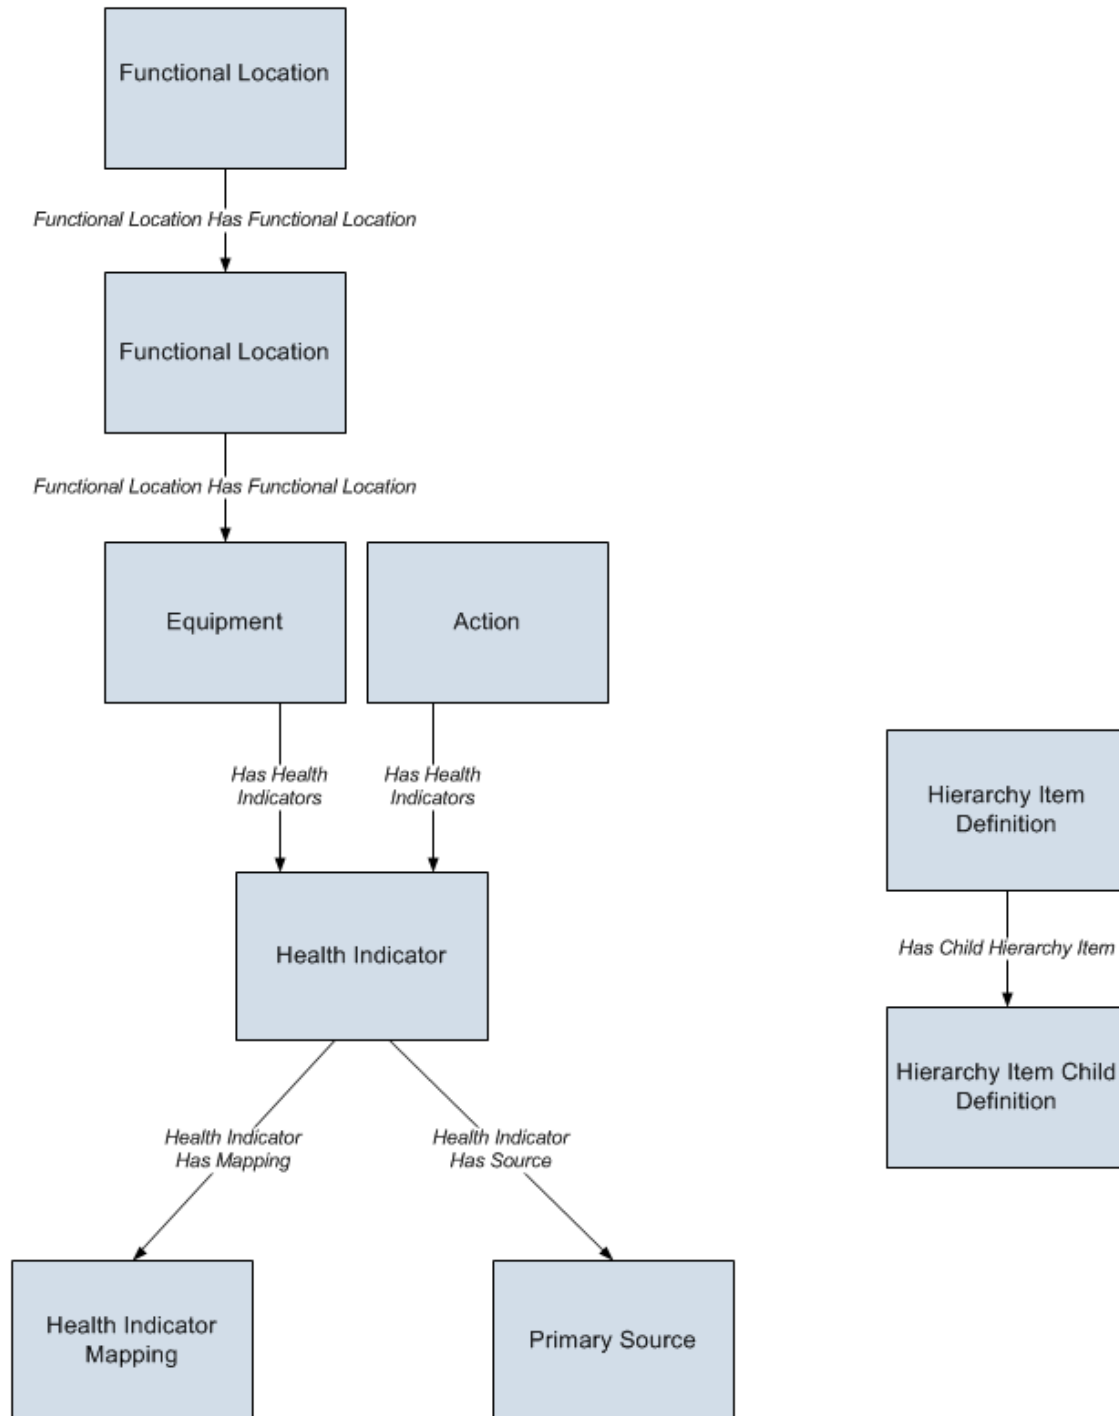 Functional Location
Functional Location Has Functional Location
Functional Location
Functional Location Has Functional Location
Equipment
Action
Has Health
Indicators
Has Health
Indicators
Health Indicator
Health Indicator
Has Mapping
Health Indicator
Has Source
Health Indicator
Mapping
Primary Source
Hierarchy Item
Definition
Has Child Hierarchy Item
Hierarchy Item Child
Definition